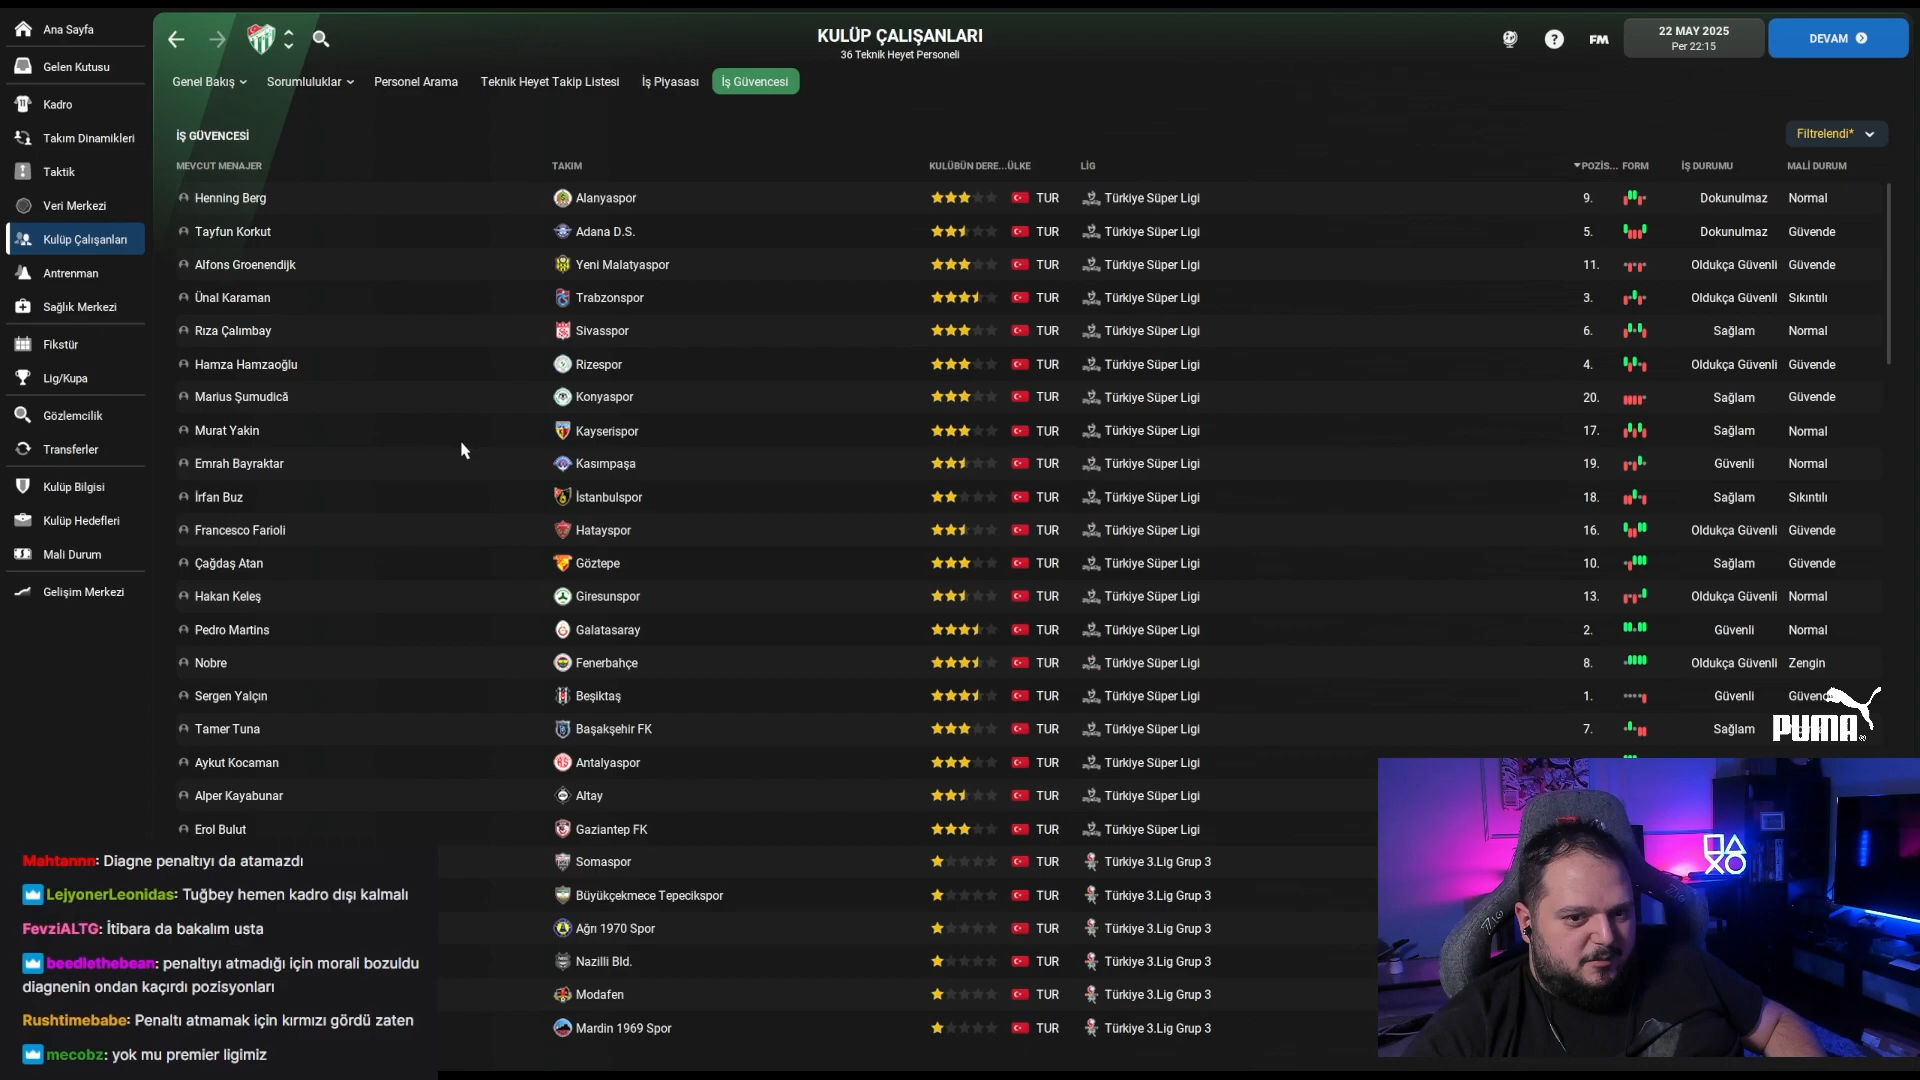 Ana Sayfa
Gelen Kutusu
Kadro
Takım Dinamikleri
Taktik
Veri Merkezi
Kulüp Çalışanları
Antrenman
Sağlık Merkezi
Fikstür
Lig/Kupa
Gözlemcilik
Transferler
Kulüp Bilgisi
Kulüp Hedefleri
Mali Durum
Gelişim Merkezi
KULÜP ÇALIŞANLARI
36 Teknik Heyet Personeli
FM
22 MAY 2025
Per 22:15
DEVAM
Genel Bakış Sorumluluklar Personel Arama Teknik Heyet Takip Listesi İş Piyasası İş Güvencesi
İŞ GÜVENCESİ
Filtrelendi*
MEVCUT MENAJER TAKIM KULÜBÜN DERE... ÜLKE LİG POZİS... FORM İŞ DURUMU MALİ DURUM
Henning Berg Alanyaspor TUR Türkiye Süper Ligi 9. Dokunulmaz Normal
Tayfun Korkut Adana D.S. TUR Türkiye Süper Ligi 5. Dokunulmaz Güvende
Alfons Groenendijk Yeni Malatyaspor TUR Türkiye Süper Ligi 11. Oldukça Güvenli Güvende
Ünal Karaman Trabzonspor TUR Türkiye Süper Ligi 3. Oldukça Güvenli Sıkıntılı
Rıza Çalımbay Sivasspor TUR Türkiye Süper Ligi 6. Sağlam Normal
Hamza Hamzaoğlu Rizespor TUR Türkiye Süper Ligi 4. Oldukça Güvenli Güvende
Marius Şumudică Konyaspor TUR Türkiye Süper Ligi 20. Sağlam Güvende
Murat Yakin Kayserispor TUR Türkiye Süper Ligi 17. Sağlam Normal
Emrah Bayraktar Kasımpaşa TUR Türkiye Süper Ligi 19. Güvenli Normal
İrfan Buz İstanbulspor TUR Türkiye Süper Ligi 18. Sağlam Sıkıntılı
Francesco Farioli Hatayspor TUR Türkiye Süper Ligi 16. Oldukça Güvenli Güvende
Çağdaş Atan Göztepe TUR Türkiye Süper Ligi 10. Sağlam Güvende
Hakan Keleş Giresunspor TUR Türkiye Süper Ligi 13. Oldukça Güvenli Normal
Pedro Martins Galatasaray TUR Türkiye Süper Ligi 2. Güvenli Normal
Nobre Fenerbahçe TUR Türkiye Süper Ligi 8. Oldukça Güvenli Zengin
Sergen Yalçın Beşiktaş TUR Türkiye Süper Ligi 1. Güvenli
Tamer Tuna Başakşehir FK TUR Türkiye Süper Ligi 7. Sağlam
PUMA
Aykut Kocaman Antalyaspor TUR Türkiye Süper Ligi
Alper Kayabunar Altay TUR Türkiye Süper Ligi
Erol Bulut Gaziantep FK TUR Türkiye Süper Ligi
Somaspor TUR Türkiye 3.Lig Grup 3
Büyükçekmece Tepecikspor TUR Türkiye 3.Lig Grup 3
Ağrı 1970 Spor TUR Türkiye 3.Lig Grup 3
Nazilli Bld. TUR Türkiye 3.Lig Grup 3
Modafen TUR Türkiye 3.Lig Grup 3
Mardin 1969 Spor TUR Türkiye 3.Lig Grup 3
Mahtannn: Diagne penaltıyı da atamazdı
LejyonerLeonidas: Tuğbey hemen kadro dışı kalmalı
FevziALTG: İtibara da bakalım usta
beedlethebean: penaltıyı atmadığı için morali bozuldu
diagnenin ondan kaçırdı pozisyonları
Rushtimebabe: Penaltı atmamak için kırmızı gördü zaten
mecobz: yok mu premier ligimiz